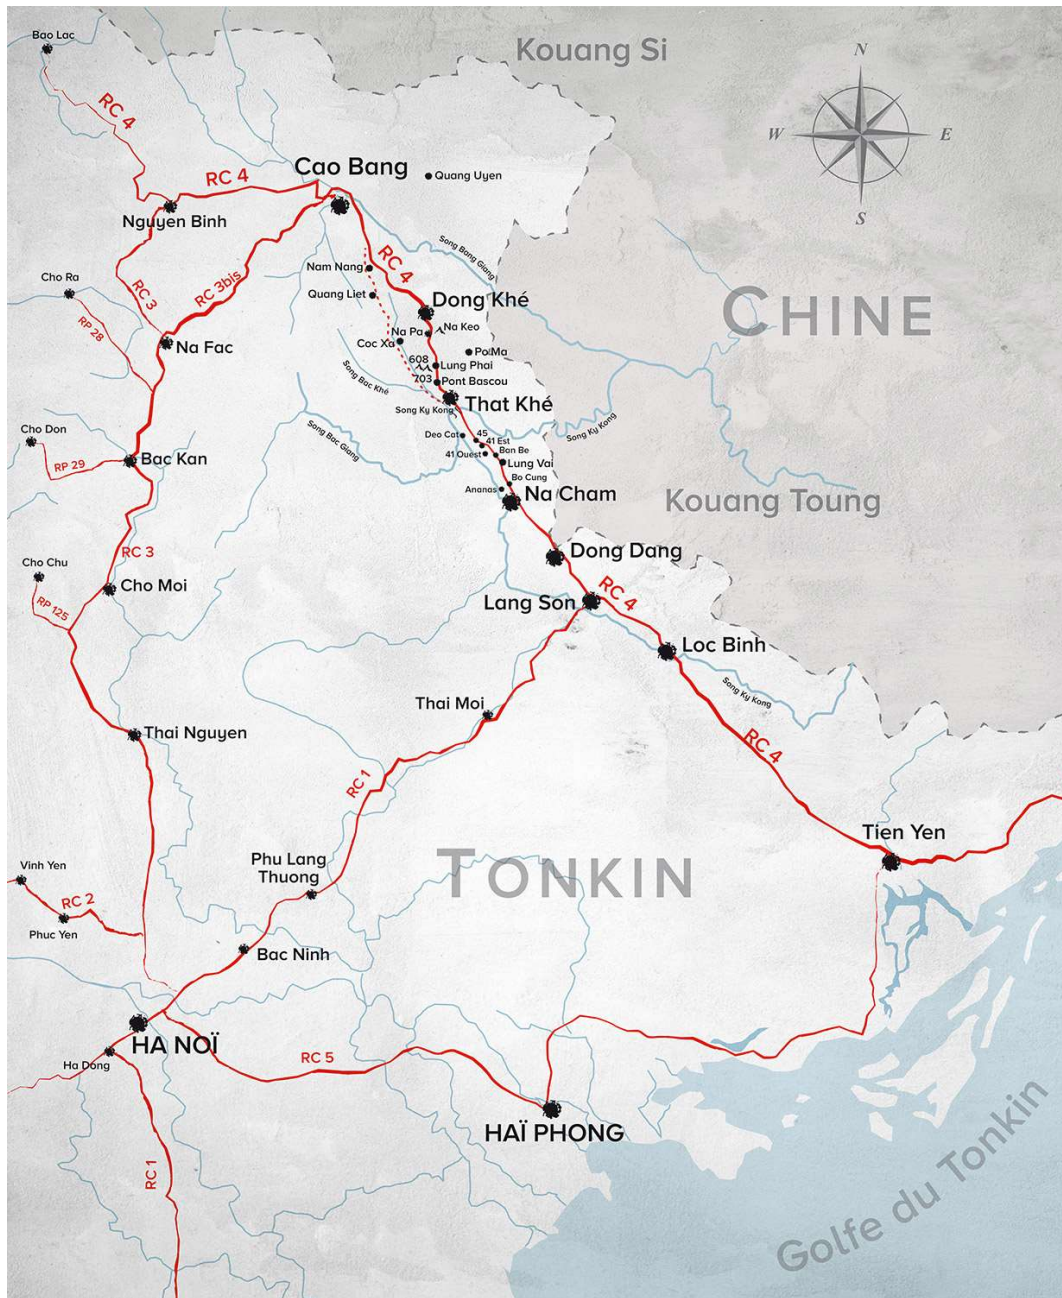 Bao Lac
Kouang Si
N
W
E
S
RC 4
Cao Bang
RC 4
Quang Uyen
Nguyen Binh
Song Bang Giang
RC 4
Nam Nang
Cho Ra
RC 3
RC 3bis
Quang Liet
Dong Khé
CHINE
RP 28
Na Pa
Na Keo
Na Fac
Coc Xa
608
Lung Phai
703
Pont Bascou
Song Bac Khé
That Khé
Song Ky Kong
Song Ky Kong
Cho Don
Song Bac Giang
Deo Cat
45
41 Est
41 Ouest
Ban Be
Lung Vai
RP 29
Bac Kan
Bo Cung
Ananas
Na Cham
Kouang Toung
RC 3
Dong Dang
Cho Chu
Cho Moi
RP 125
Lang Son
RC 4
Loc Binh
Song Ky Kong
Thai Moi
Thai Nguyen
RC 4
RC 1
Tien Yen
Phu Lang
Thuong
TONKIN
Vinh Yen
RC 2
Phuc Yen
Bac Ninh
HA NOÏ
Ha Dong
RC 5
HAÏ PHONG
RC 1
Golfe du Tonkin